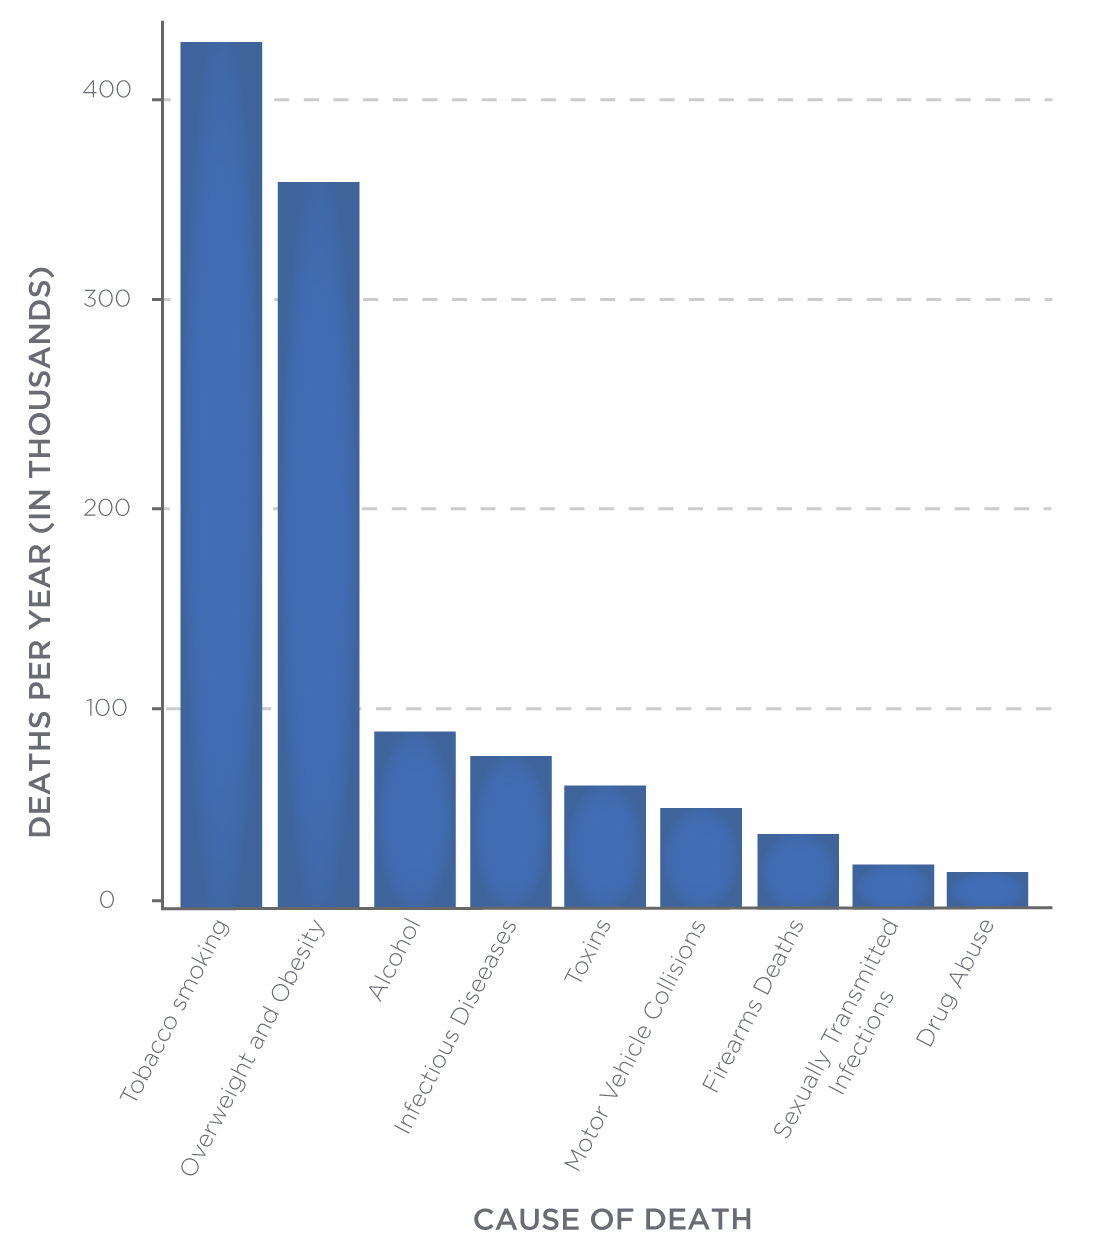 DEATHS PER YEAR (IN THOUSANDS)
400
300
200
100
0
Tobacco smoking
Overweight and Obesity
Alcohol
Infectious Diseeases
Toxins
Motor Vehicle Collisions
Firearms Deaths
Sexually Transmitted
Infections
Drug Abuse
CAUSE OF DEATH